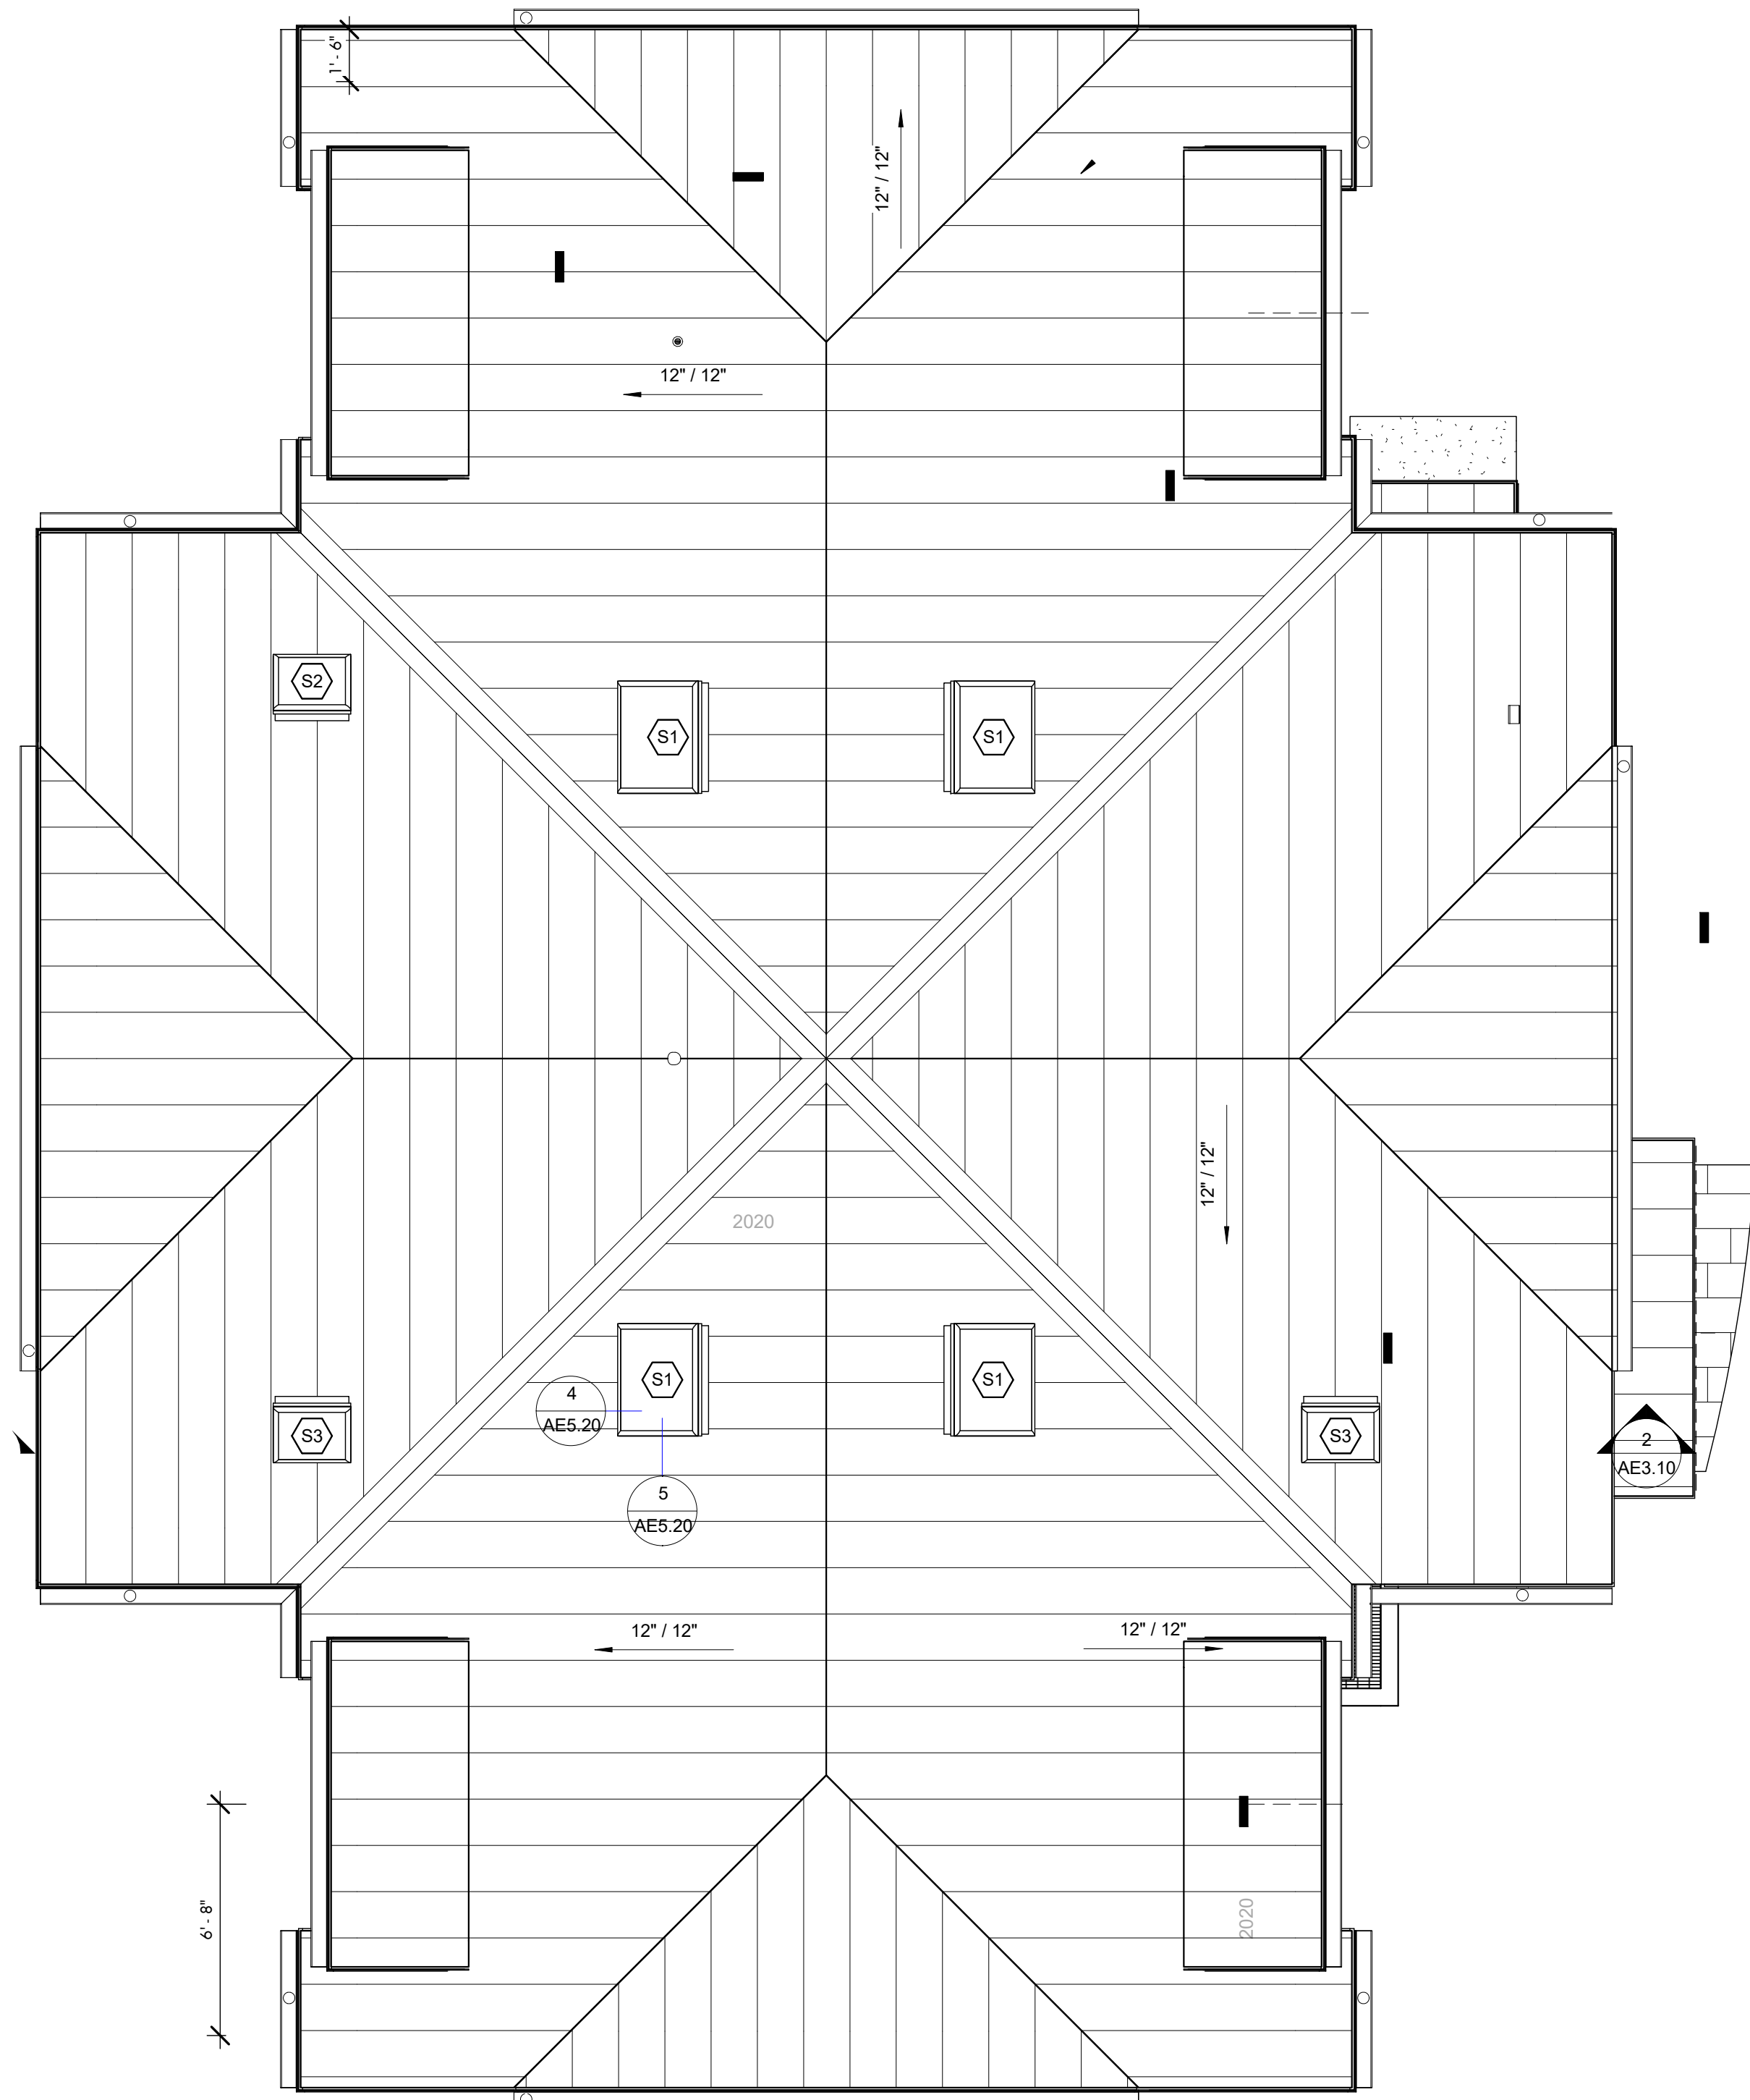 1' - 6"
12" / 12"
12" / 12"
S2
S1
S1
12" / 12"
2020
S1
S1
4
AE5.20
S3
S3
2
AE3.10
5
AE5.20
12" / 12"
12" / 12"
6' - 8"
2020